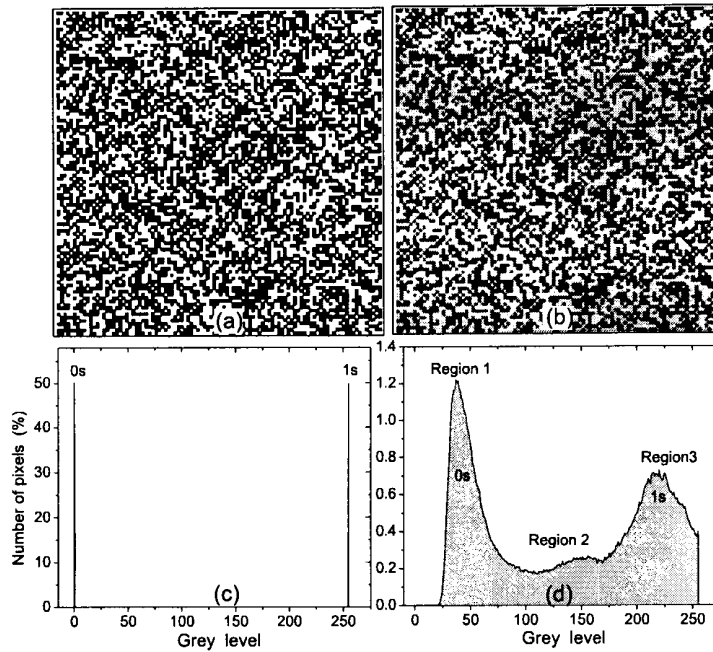 (a)
(b)
0s 1s
50
40
30
20
10
0
Number of pixels (%)
0 50 100 150 200 250
(c)
Grey level
1.4
1.2
1.0
0.8
0.6
0.4
0.2
0.0
Region 1
0s
Region 2
Region3
1s
0 50 100 150 200 250
(d)
Grey level